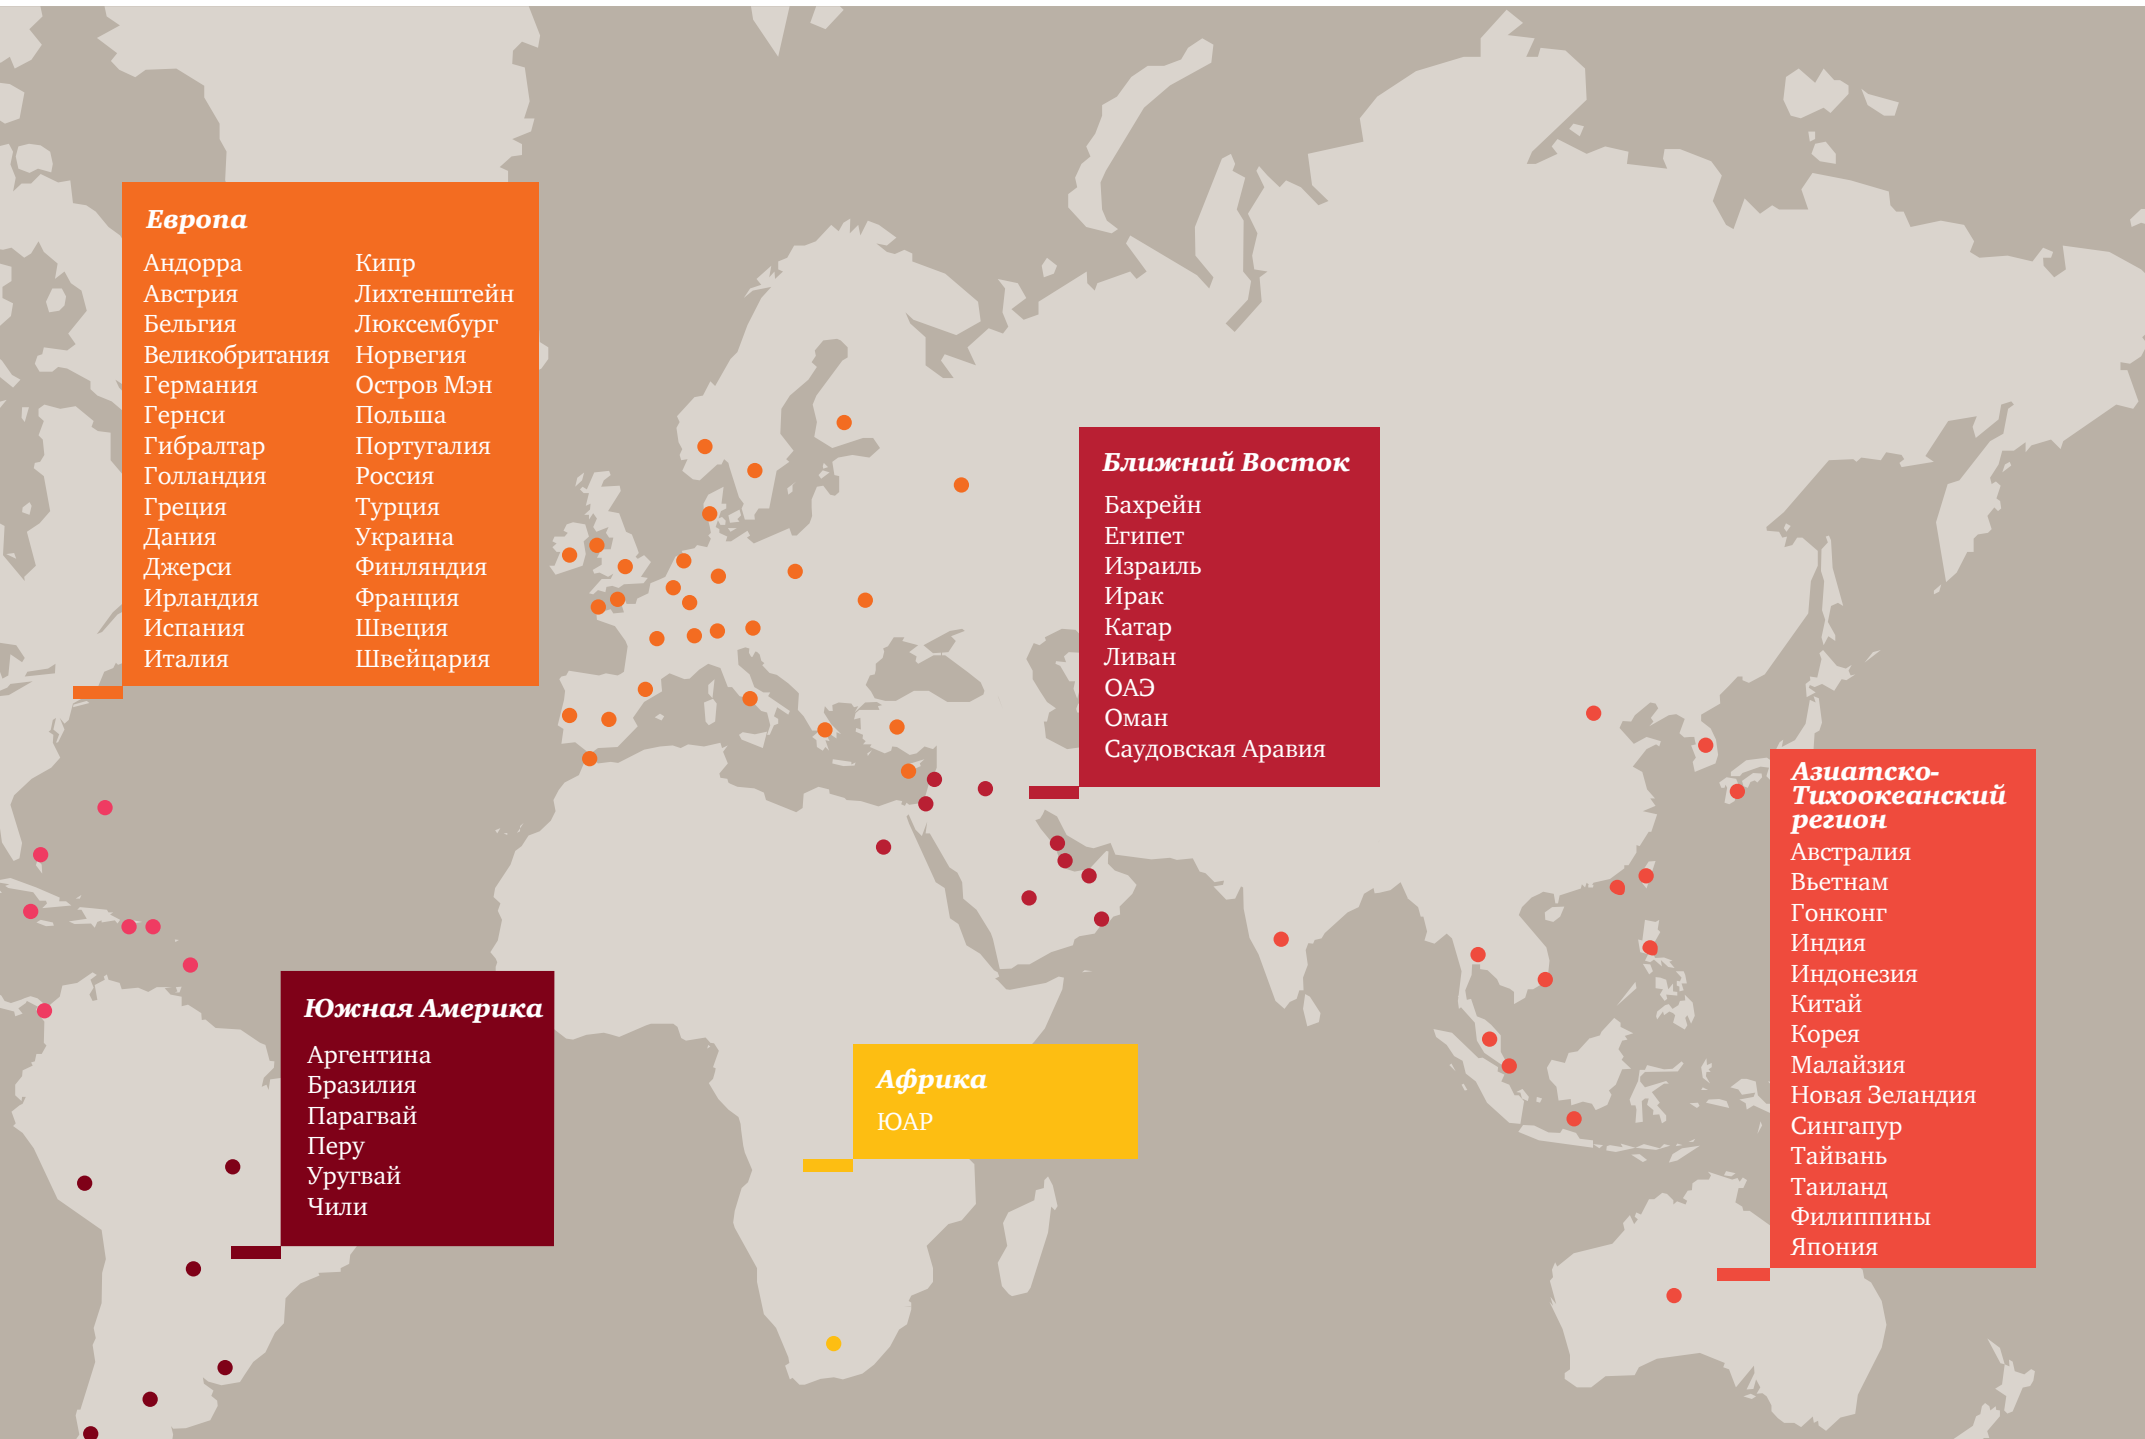 Европа
Андорра
Австрия
Бельгия
Великобритания
Германия
Гернси
Гибралтар
Голландия
Греция
Дания
Джерси
Ирландия
Испания
Италия
Кипр
Лихтенштейн
Люксембург
Норвегия
Остров Мэн
Польша
Португалия
Россия
Турция
Украина
Финляндия
Франция
Швеция
Швейцария
Ближний Восток
Бахрейн
Египет
Израиль
Ирак
Катар
Ливан
ОАЭ
Оман
Саудовская Аравия
Азиатско-
Тихоокеанский
регион
Австралия
Вьетнам
Гонконг
Индия
Индонезия
Китай
Корея
Малайзия
Новая Зеландия
Сингапур
Тайвань
Таиланд
Филиппины
Япония
Южная Америка
Аргентина
Бразилия
Парагвай
Перу
Уругвай
Чили
Африка
ЮАР